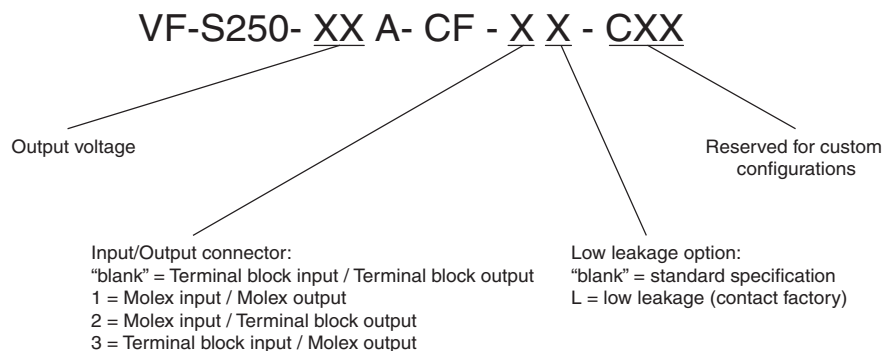 VF-S250- XX A- CF - X X - CXX
Output voltage
Reserved for custom
configurations
Input/Output connector:
“blank” = Terminal block input / Terminal block output
1 = Molex input / Molex output
2 = Molex input / Terminal block output
3 = Terminal block input / Molex output
Low leakage option:
“blank” = standard specification
L = low leakage (contact factory)